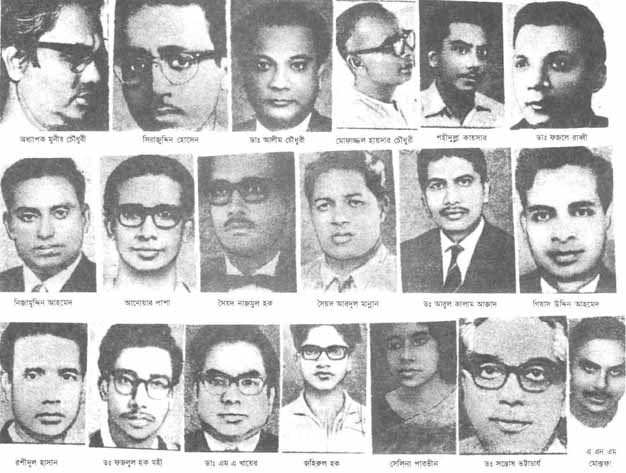 অধ্যাপক মুনীর চৌধুরী
সিরাজুদ্দিন হোসেন
ডাঃ আলীম চৌধুরী
মোফাজ্জল হায়দার চৌধুরী
শহীদুল্লা কায়সার
ডাঃ ফজলে রাব্বী
নিজামুদ্দিন আহমেদ
আনোয়ার পাশা
সৈয়দ নাজমুল হক
সৈয়দ আবদুল মান্নান
ডঃ আবুল কালাম আজাদ
গিয়াস উদ্দিন আহমেদ
রশীদুল হাসান
ডঃ ফজলুল হক মহী
ডাঃ এম এ খায়ের
জহিরুল হক
সেলিনা পারভীন
ডঃ সন্তোষ ভট্টাচার্য
এ এন এম
মোস্তফা